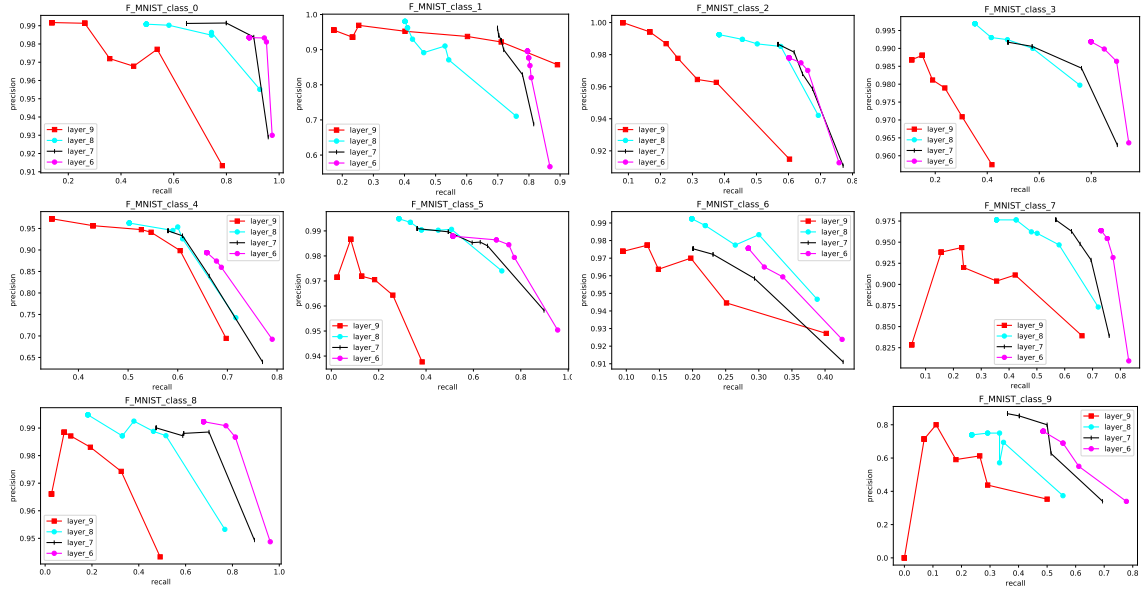 F_MNIST_class_0
0.99
0.98
0.97
0.96
0.95
0.94
0.93
0.92
0.91
precision
layer_9
layer_8
layer_7
layer_6
0.2 0.4 0.6 0.8 1.0
recall
F_MNIST_class_1
1.0
0.9
0.8
0.7
0.6
precision
layer_9
layer_8
layer_7
layer_6
0.2 0.3 0.4 0.5 0.6 0.7 0.8 0.9
recall
F_MNIST_class_2
1.00
0.98
0.96
0.94
0.91
precision
layer_9
layer_8
layer_7
layer_6
0.1 0.2 0.3 0.4 0.5 0.6 0.7 0.8
recall
F_MNIST_class_3
0.995
0.990
0.985
0.980
0.975
0.970
0.965
0.960
precision
layer_9
layer_8
layer_7
layer_6
0.2 0.4 0.6 0.8
recall
F_MNIST_class_4
0.95
0.90
0.85
0.80
0.75
0.70
0.65
precision
layer_9
layer_8
layer_7
layer_6
0.4 0.5 0.6 0.7 0.8
recall
F_MNIST_class_5
0.99
0.98
0.96
0.95
0.94
precision
layer_9
layer_8
layer_7
layer_6
0.0 0.2 0.4 0.6 0.8 1.0
recall
F_MNIST_class_6
0.99
0.98
0.96
0.95
0.94
0.93
0.91
precision
layer_9
layer_8
layer_7
layer_6
0.10 0.15 0.20 0.25 0.30 0.35 0.40
recall
F_MNIST_class_7
0.975
0.950
0.925
0.900
0.875
0.850
0.825
precision
layer_9
layer_8
layer_7
layer_6
0.1 0.2 0.3 0.4 0.5 0.6 0.7 0.8
recall
F_MNIST_class_8
0.99
0.98
0.96
0.95
precision
layer_9
layer_8
layer_7
layer_6
0.0 0.2 0.4 0.6 0.8 1.0
recall
F_MNIST_class_9
0.8
0.6
0.4
0.2
0.0
precision
layer_9
layer_8
layer_7
layer_6
0.0 0.1 0.2 0.3 0.4 0.5 0.6 0.7 0.8
recall